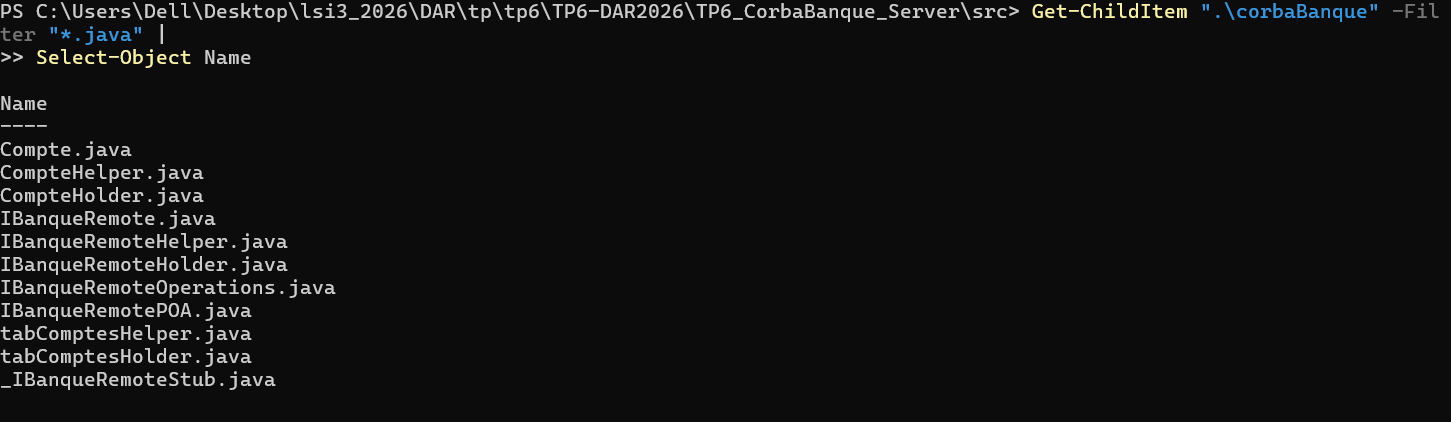 PS C:\Users\Dell\Desktop\lsi3_2026\DAR\tp\tp6\TP6-DAR2026\TP6_CorbaBanque_Server\src> Get-ChildItem ".\corbaBanque" -Fil
ter "*.java" |
>> Select-Object Name
Name
----
Compte.java
CompteHelper.java
CompteHolder.java
IBanqueRemote.java
IBanqueRemoteHelper.java
IBanqueRemoteHolder.java
IBanqueRemoteOperations.java
IBanqueRemotePOA.java
tabComptesHelper.java
tabComptesHolder.java
_IBanqueRemoteStub.java